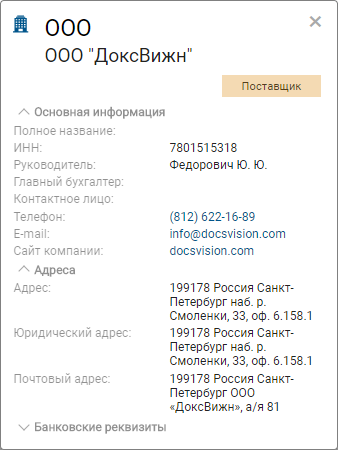 ООО
ООО "ДоксВижн"
Поставщик
Основная информация
Полное название:
ИНН: 7801515318
Руководитель: Федорович Ю. Ю.
Главный бухгалтер:
Контактное лицо:
Телефон: (812) 622-16-89
E-mail: info@docsvision.com
Сайт компании: docsvision.com
Адреса
Адрес: 199178 Россия Санкт-
Петербург наб. р.
Смоленки, 33, оф. 6.158.1
Юридический адрес: 199178 Россия Санкт-
Петербург наб. р.
Смоленки, 33, оф. 6.158.1
Почтовый адрес: 199178 Россия Санкт-
Петербург ООО
«ДоксВижн», а/я 81
Банковские реквизиты